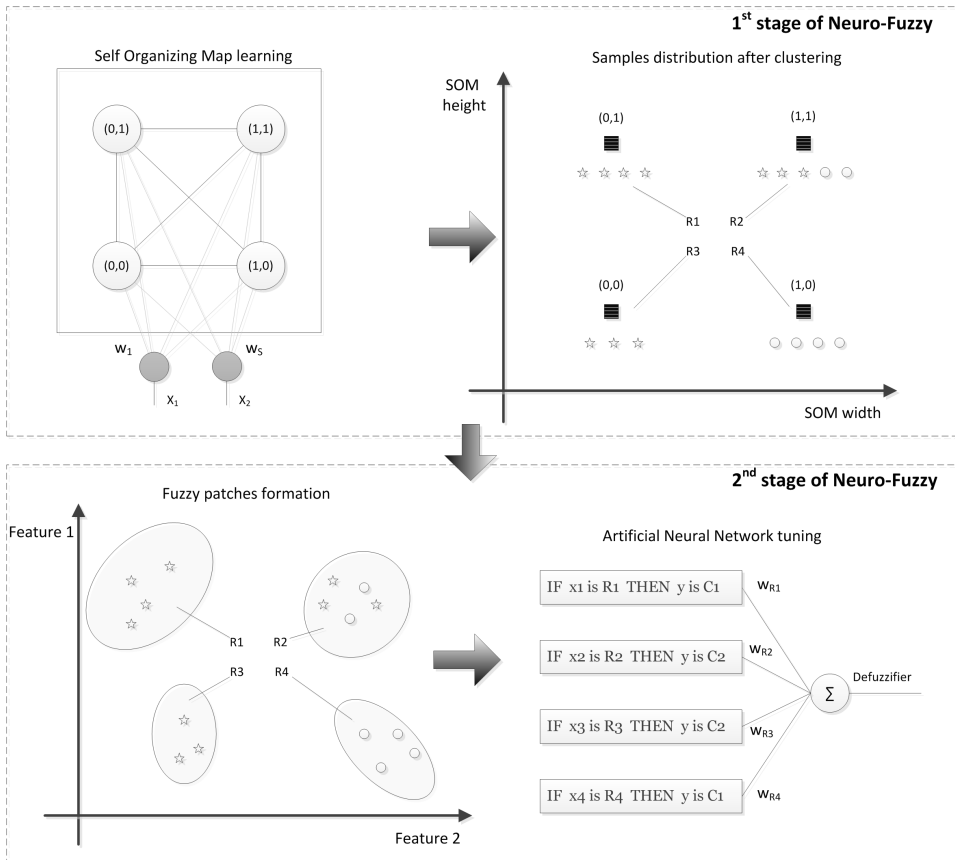 1st stage of Neuro-Fuzzy
Self Organizing Map learning
(0,1)
(1,1)
(0,0)
(1,0)
W1
WS
X1
X2
Samples distribution after clustering
SOM
height
(0,1)
(1,1)
R1
R2
R3
R4
(0,0)
(1,0)
SOM width
2nd stage of Neuro-Fuzzy
Fuzzy patches formation
Feature 1
R1
R2
R3
R4
Feature 2
Artificial Neural Network tuning
IF x1 is R1 THEN y is C1
WR1
IF x2 is R2 THEN y is C2
WR2
IF x3 is R3 THEN y is C2
WR3
IF x4 is R4 THEN y is C1
WR4
Σ
Defuzzifier